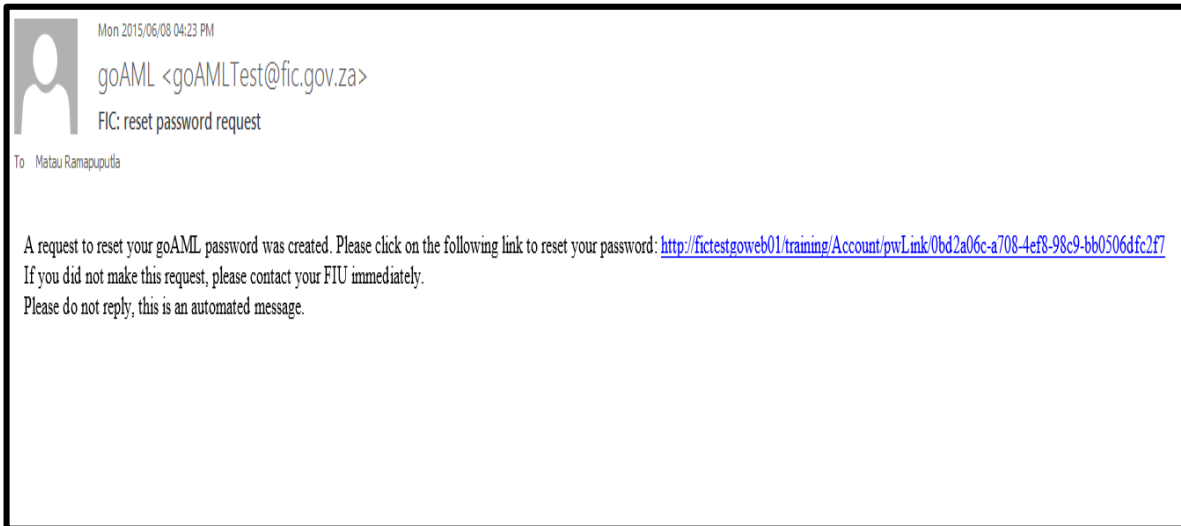 Mon 2015/06/08 04:23 PM
goAML <goAMLTest@fic.gov.za>
FIC: reset password request
To Matau Ramapuputla
A request to reset your goAML password was created. Please click on the following link to reset your password: http://fictestgoweb01/training/Account/pwLink/0bd2a06c-a708-4ef8-98c9-bb0506dfc2f7
If you did not make this request, please contact your FIU immediately.
Please do not reply, this is an automated message.